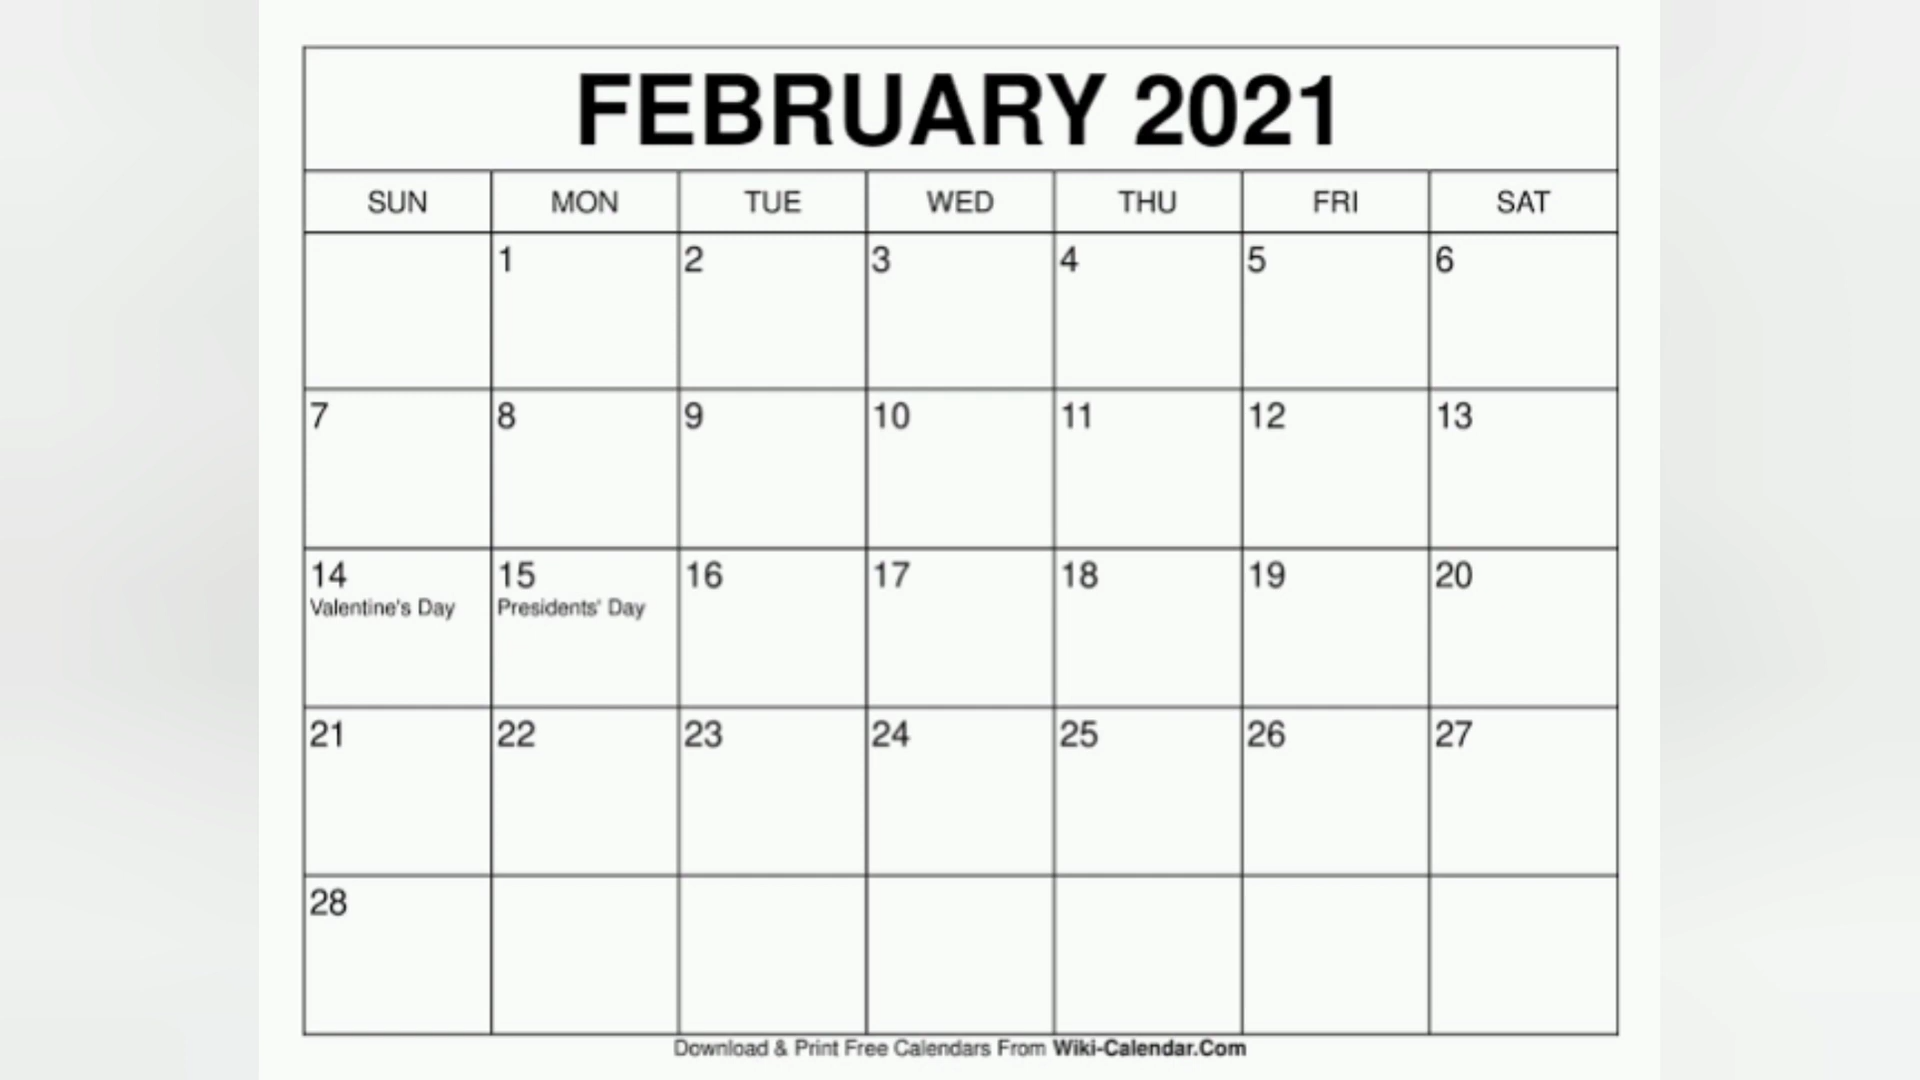 FEBRUARY 2021
SUN MON TUE WED THU FRI SAT
1 2 3 4 5 6
7 8 9 10 11 12 13
14 15 16 17 18 19 20
Valentine's Day Presidents' Day
21 22 23 24 25 26 27
28
Download & Print Free Calendars From Wiki-Calendar.Com